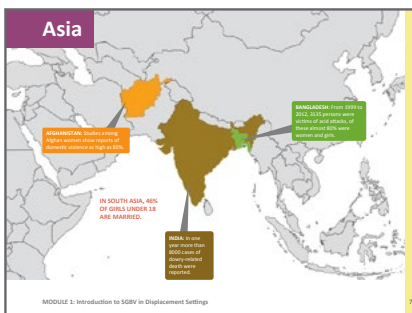 Asia
BANGLADESH: From 1999 to
2012, 3135 persons were
victims of acid attacks, of
these almost 80% were
women and girls.
AFGHANISTAN: Studies among
Afghan women show reports of
domestic violence as high as 80%.
IN SOUTH ASIA, 46%
OF GIRLS UNDER 18
ARE MARRIED.
INDIA: In one
year more than
8000 cases of
dowry-related
death were
reported.
MODULE 1: Introduction to SGBV in Displacement Settings
7